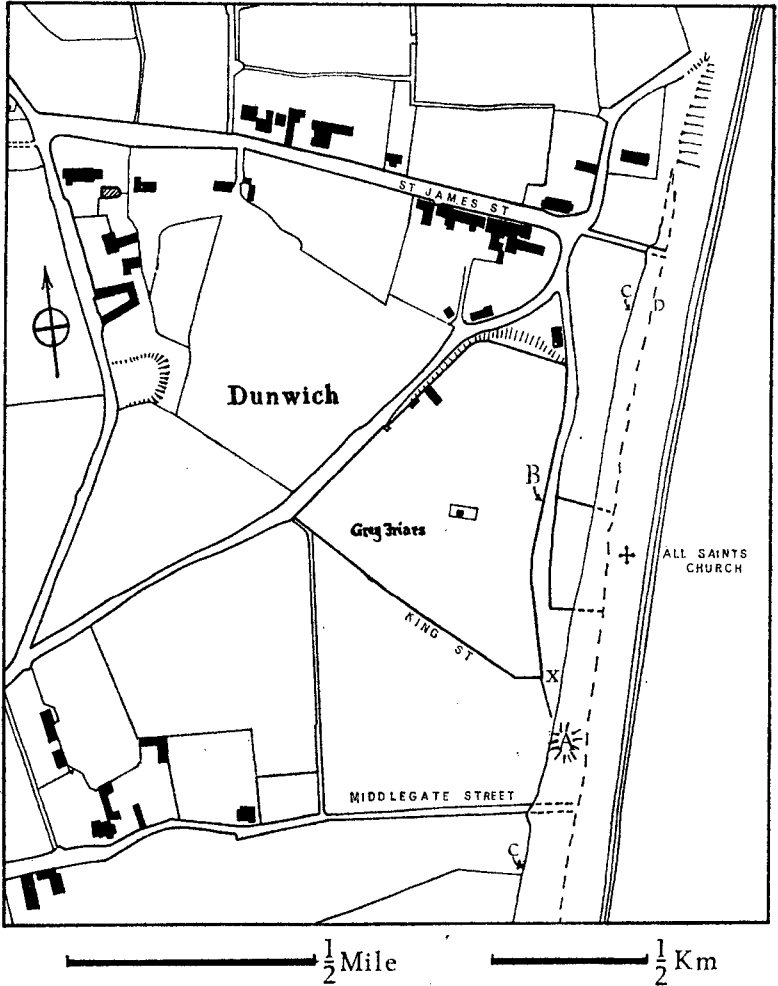 ST JAMES ST
C
D
Dunwich
B
Grey Friars
ALL SAINTS
CHURCH
KING ST
X
A
MIDDLEGATE STREET
C
1/2 Mile
1/2 Km